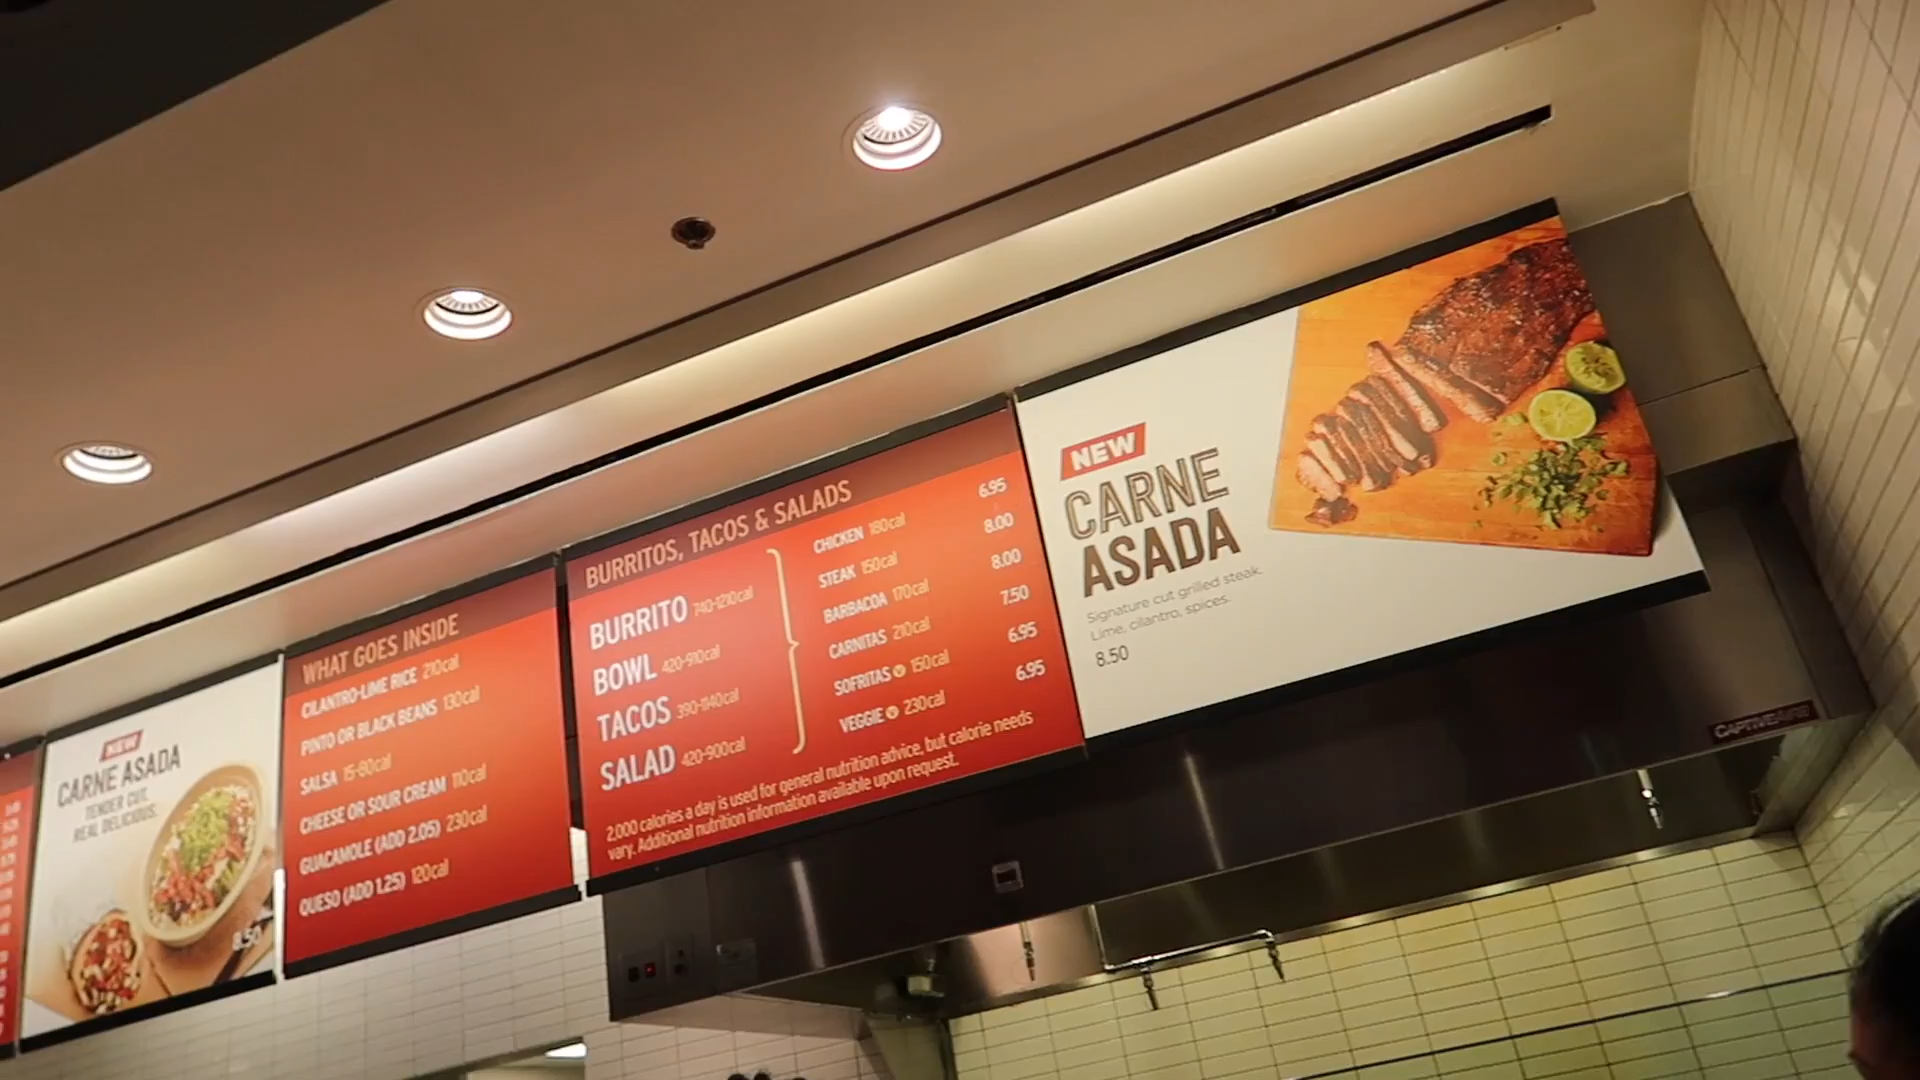 NEW
CARNE ASADA
TENDER CUT.
REAL DELICIOUS.
8.50
WHAT GOES INSIDE
CILANTRO-LIME RICE 210cal
PINTO OR BLACK BEANS 130cal
SALSA 15-80cal
CHEESE OR SOUR CREAM 110cal
GUACAMOLE (ADD 2.05) 230cal
QUESO (ADD 1.25) 120cal
BURRITOS, TACOS & SALADS
BURRITO 740-1210cal
BOWL 420-910cal
TACOS 390-1140cal
SALAD 420-900cal
CHICKEN 180cal 6.95
STEAK 150cal 8.00
BARBACOA 170cal 8.00
CARNITAS 210cal 7.50
SOFRITAS 150cal 6.95
VEGGIE 230cal 6.95
2,000 calories a day is used for general nutrition advice, but calorie needs
vary. Additional nutrition information available upon request.
NEW
CARNE
ASADA
Signature cut grilled steak.
Lime, cilantro, spices.
8.50
CAPTIVEAIRE